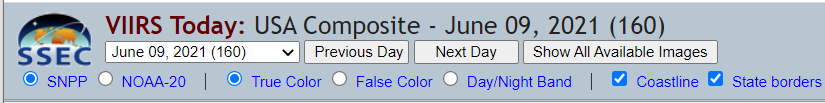 VIIRS Today: USA Composite - June 09, 2021 (160)
SSEC
June 09, 2021 (160) Previous Day Next Day Show All Available Images
SNPP NOAA-20 | True Color False Color Day/Night Band | Coastline State borders